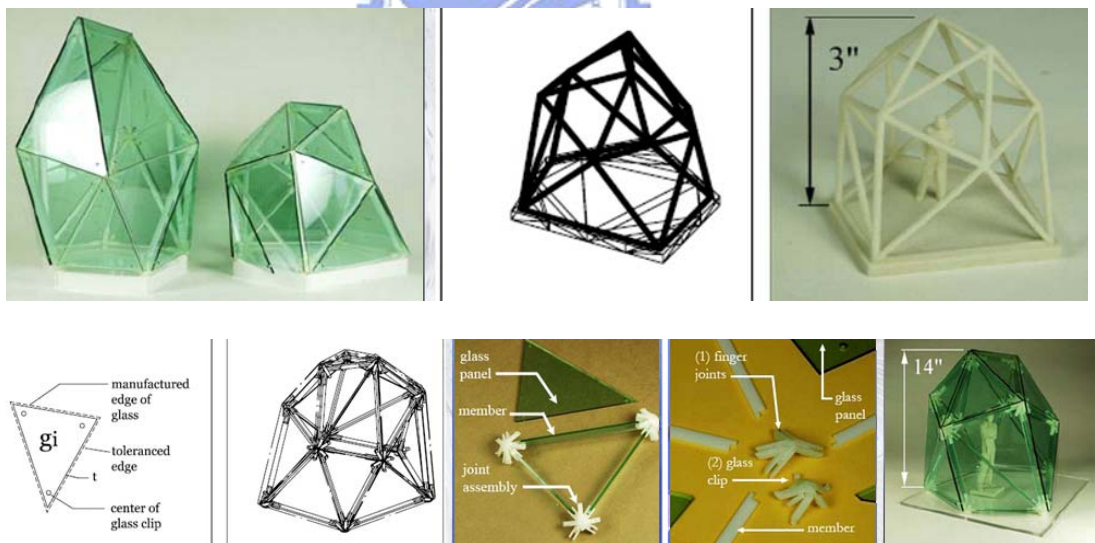 3"
manufactured
edge of
glass
gi
toleranced
edge
t
center of
glass clip
glass
panel
member
joint
assembly
(1) finger
joints
glass
panel
(2) glass
clip
member
14"